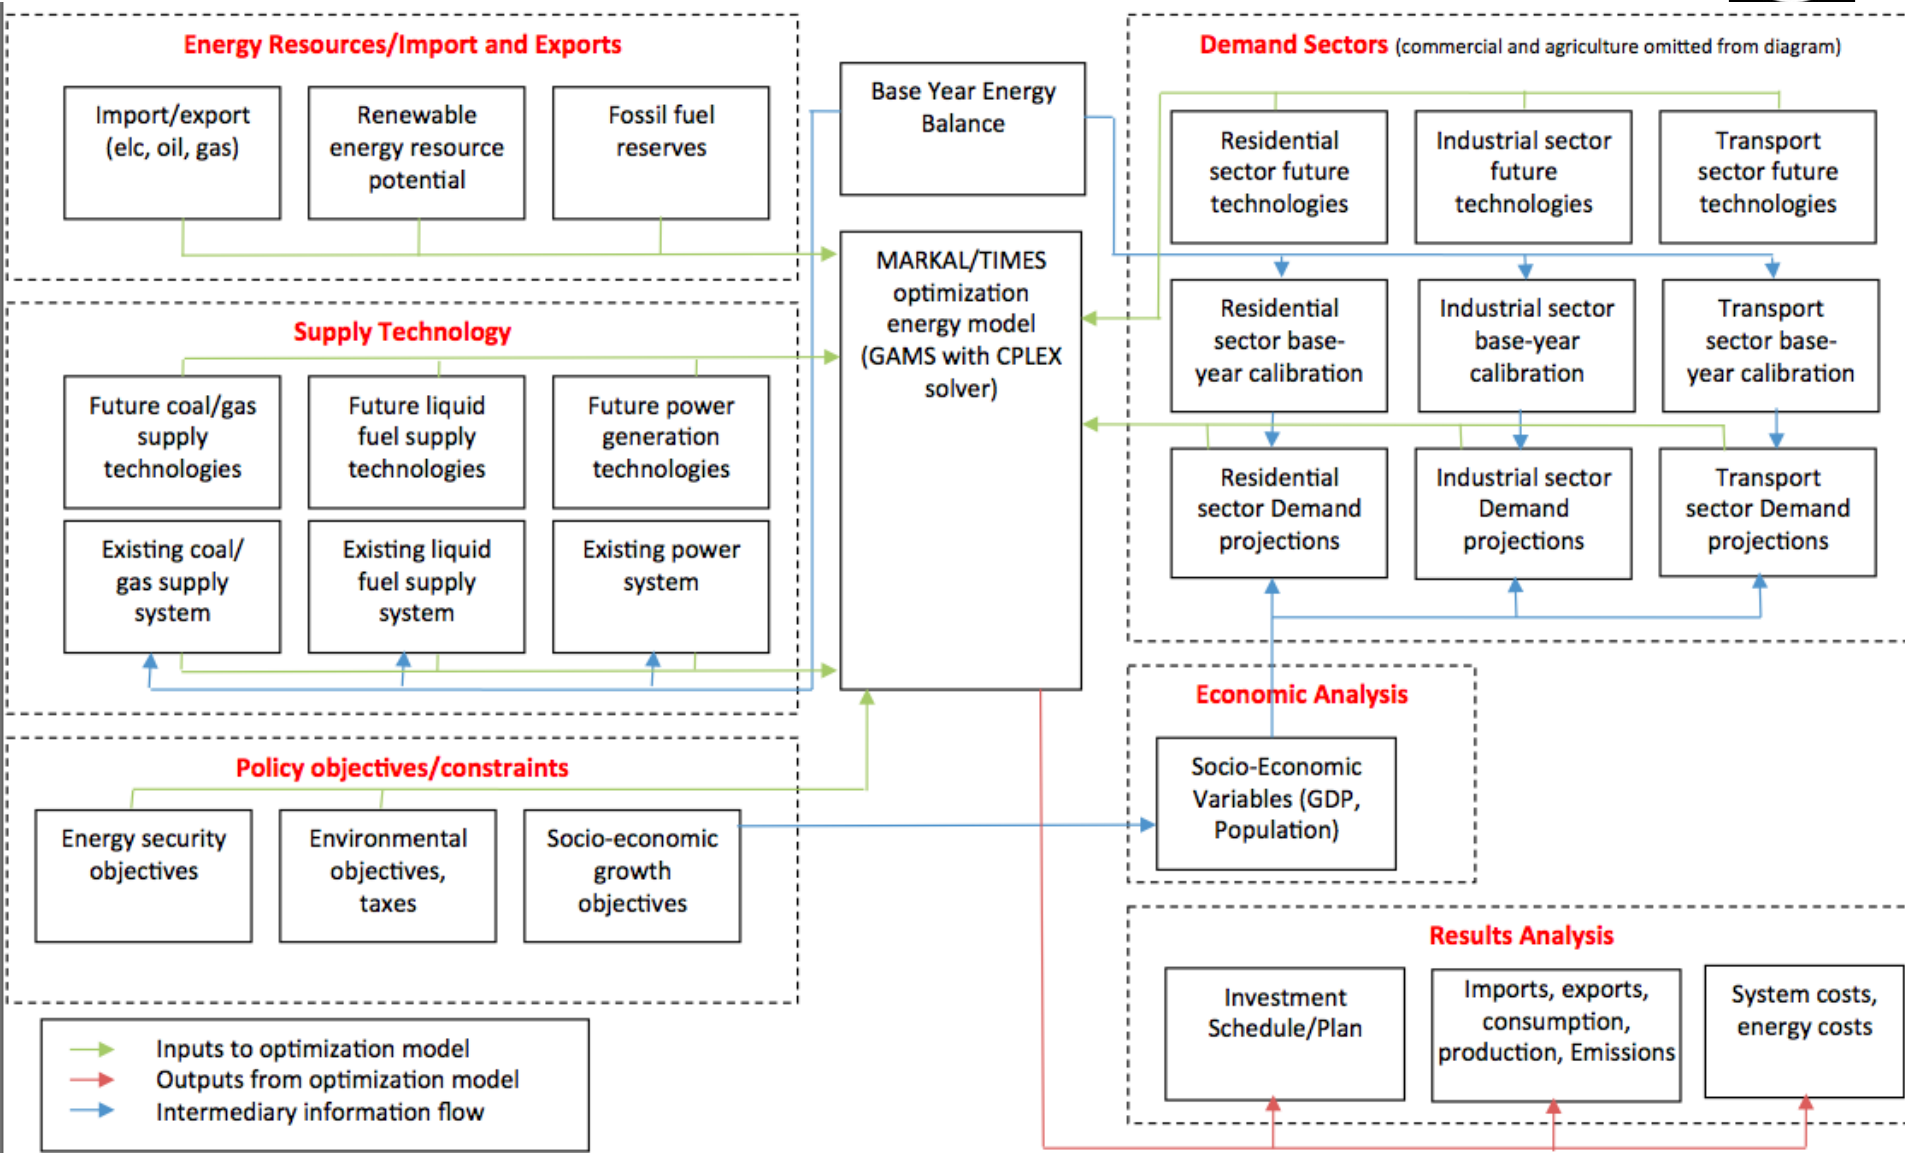 Energy Resources/Import and Exports
Import/export
(elc, oil, gas)
Renewable
energy resource
potential
Fossil fuel
reserves
Supply Technology
Future coal/gas
supply
technologies
Future liquid
fuel supply
technologies
Future power
generation
technologies
Existing coal/
gas supply
system
Existing liquid
fuel supply
system
Existing power
system
Policy objectives/constraints
Energy security
objectives
Environmental
objectives,
taxes
Socio-economic
growth
objectives
Inputs to optimization model
Outputs from optimization model
Intermediary information flow
Base Year Energy
Balance
MARKAL/TIMES
optimization
energy model
(GAMS with CPLEX
solver)
Demand Sectors (commercial and agriculture omitted from diagram)
Residential
sector future
technologies
Industrial sector
future
technologies
Transport
sector future
technologies
Residential
sector base-
year calibration
Industrial sector
base-year
calibration
Transport
sector base-
year calibration
Residential
sector Demand
projections
Industrial sector
Demand
projections
Transport
sector Demand
projections
Economic Analysis
Socio-Economic
Variables (GDP,
Population)
Results Analysis
Investment
Schedule/Plan
Imports, exports,
consumption,
production, Emissions
System costs,
energy costs